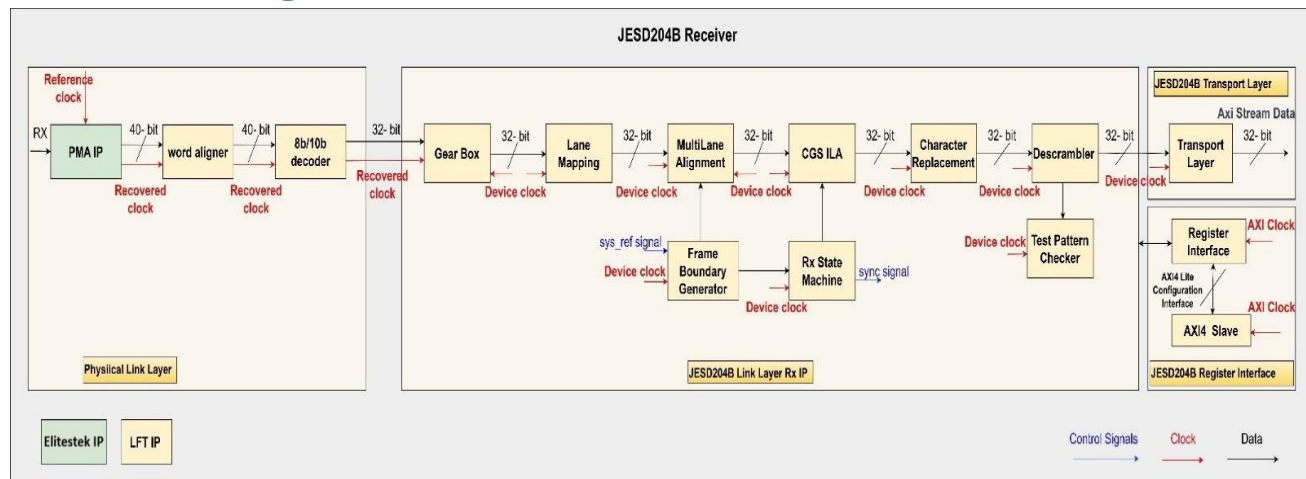 JESD204B Receiver
Reference
clock
RX
PMA IP
40- bit
Recovered
clock
word aligner
40- bit
Recovered
clock
8b/10b
decoder
32- bit
Recovered
clock
Physiical Link Layer
Gear Box
32- bit
Device clock
Lane
Mapping
32- bit
Device clock
MultiLane
Alignment
32- bit
Device clock
CGS ILA
32- bit
Device clock
Character
Replacement
32- bit
Device clock
Descrambler
32- bit
Device clock
sys_ref signal
Device clock
Frame
Boundary
Generator
Device clock
Rx State
Machine
sync signal
Device clock
Test Pattern
Checker
JESD204B Link Layer Rx IP
JESD204B Transport Layer
Axi Stream Data
Transport
Layer
32- bit
Register
Interface
AXI Clock
AXI4 Lite
Configuration
Interface
AXI4 Slave
AXI Clock
JESD204B Register Interface
Elitestek IP
LFT IP
Control Signals
Clock
Data